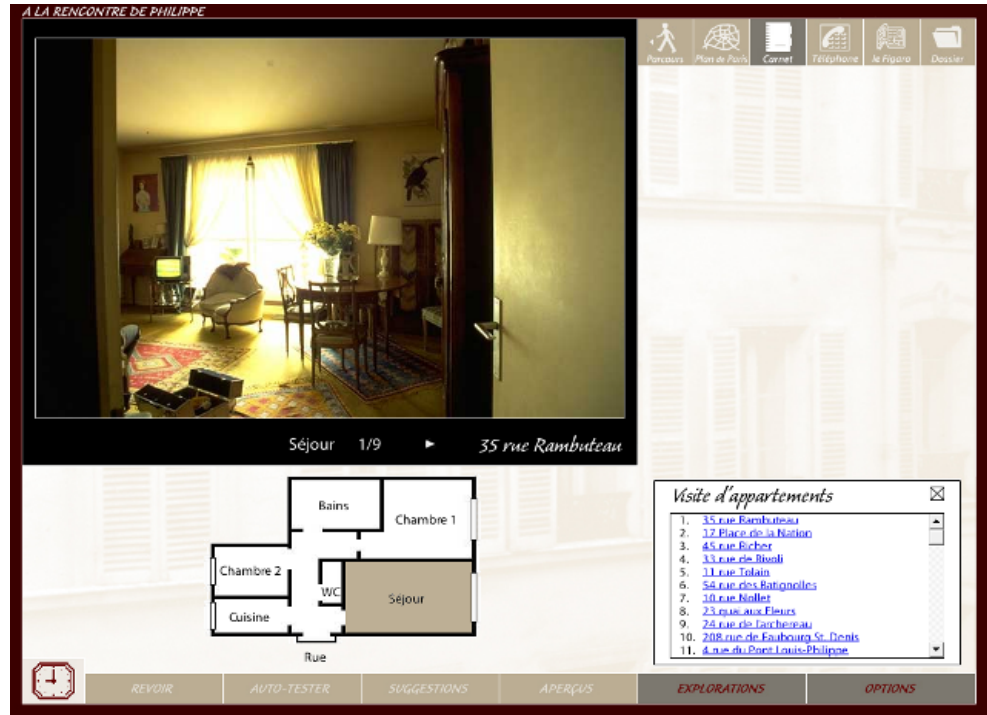 A LA RENCONTRE DE PHILIPPE
Parcours Plan de Paris Carnet Téléphone le Figaro Dossier
Séjour 1/9 35 rue Rambuteau
Bains
Chambre 1
Chambre 2
WC
Séjour
Cuisine
Rue
Visite d'appartements
1. 35 rue Rambuteau
2. 17 Place de la Nation
3. 45 rue Richer
4. 33 rue de Rivoli
5. 11 rue Tolain
6. 54 rue des Batignolles
7. 10 rue Nollet
8. 23 quai aux Fleurs
9. 24 rue de l'archereau
10. 208 rue de Faubourg St. Denis
11. 4 rue du Pont Louis-Philippe
REVOIR AUTO-TESTER SUGGESTIONS APERÇUS EXPLORATIONS OPTIONS